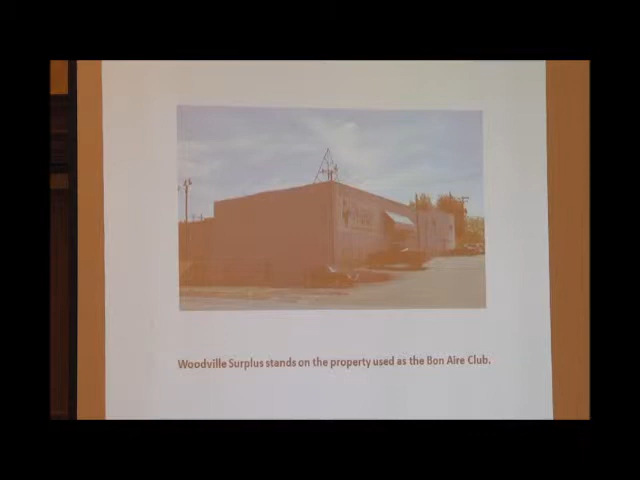 Woodville Surplus stands on the property used as the Bon Aire Club.